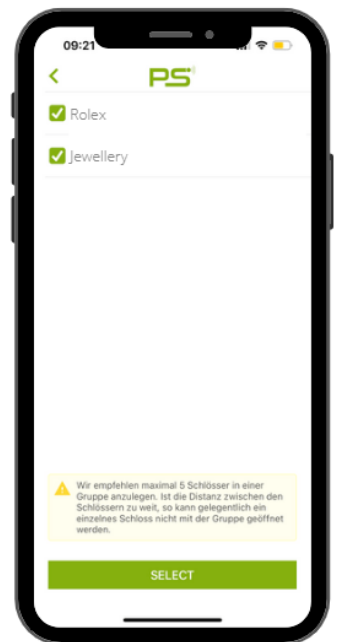 09:21
PS
Rolex
Jewellery
Wir empfehlen maximal 5 Schlösser in einer
Gruppe anzulegen. Ist die Distanz zwischen den
Schlössern zu weit, so kann gelegentlich ein
einzelnes Schloss nicht mit der Gruppe geöffnet
werden.
SELECT